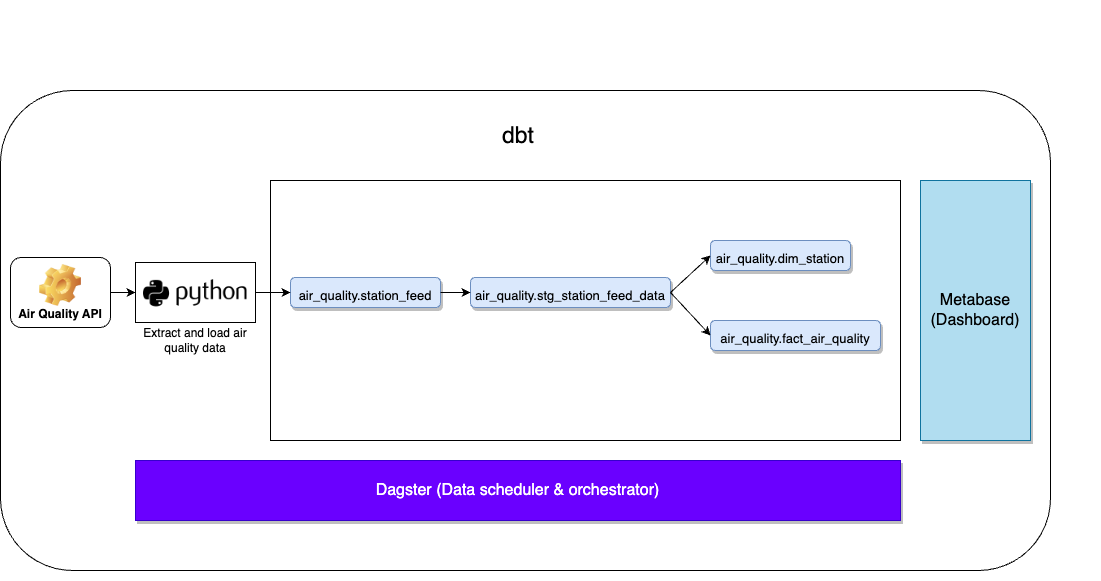 dbt
Air Quality API
python
Extract and load air
quality data
air_quality.station_feed
air_quality.stg_station_feed_data
air_quality.dim_station
air_quality.fact_air_quality
Metabase
(Dashboard)
Dagster (Data scheduler & orchestrator)